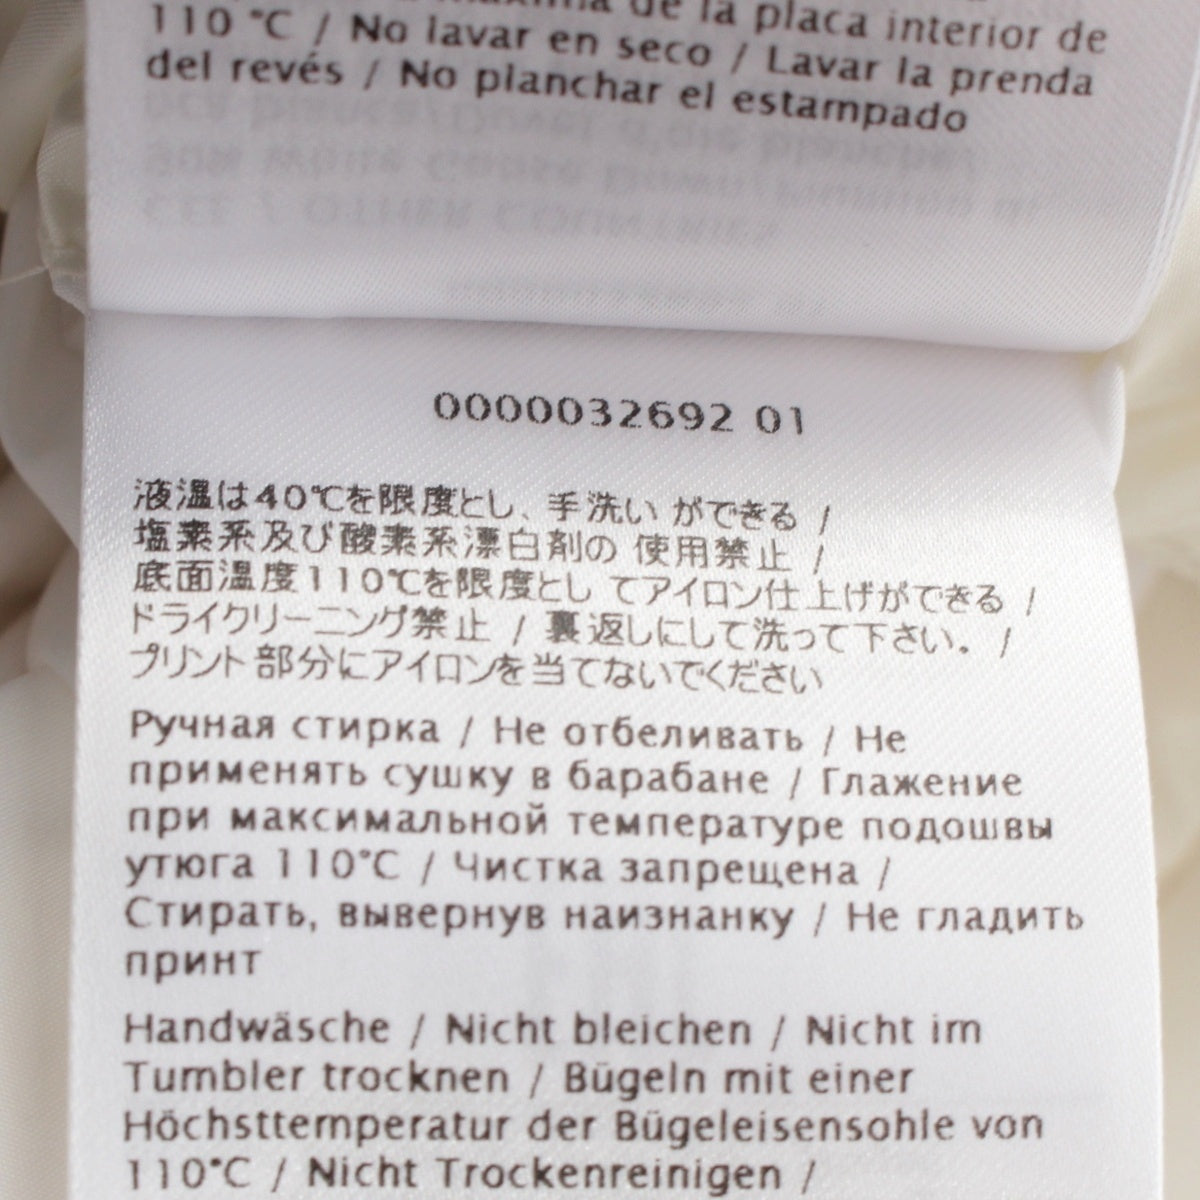 máxima de la placa interior de
110 °C / No lavar en seco / Lavar la prenda
del revés / No planchar el estampado
0000032692 01
液温は40℃を限度とし、手洗い ができる /
塩素系及び酸素系漂白剤の 使用禁止 /
底面温度110℃を限度とし てアイロン仕上げができる /
ドライクリーニング禁止 / 裏返しにして洗って下さい。 /
プリント部分にアイロンを当てないでください
Ручная стирка / Не отбеливать / Не
применять сушку в барабане / Глажение
при максимальной температуре подошвы
утюга 110°C / Чистка запрещена /
Стирать, вывернув наизнанку / Не гладить
принт
Handwäsche / Nicht bleichen / Nicht im
Tumbler trocknen / Bügeln mit einer
Höchsttemperatur der Bügeleisensohle von
110°C / Nicht Trockenreinigen /